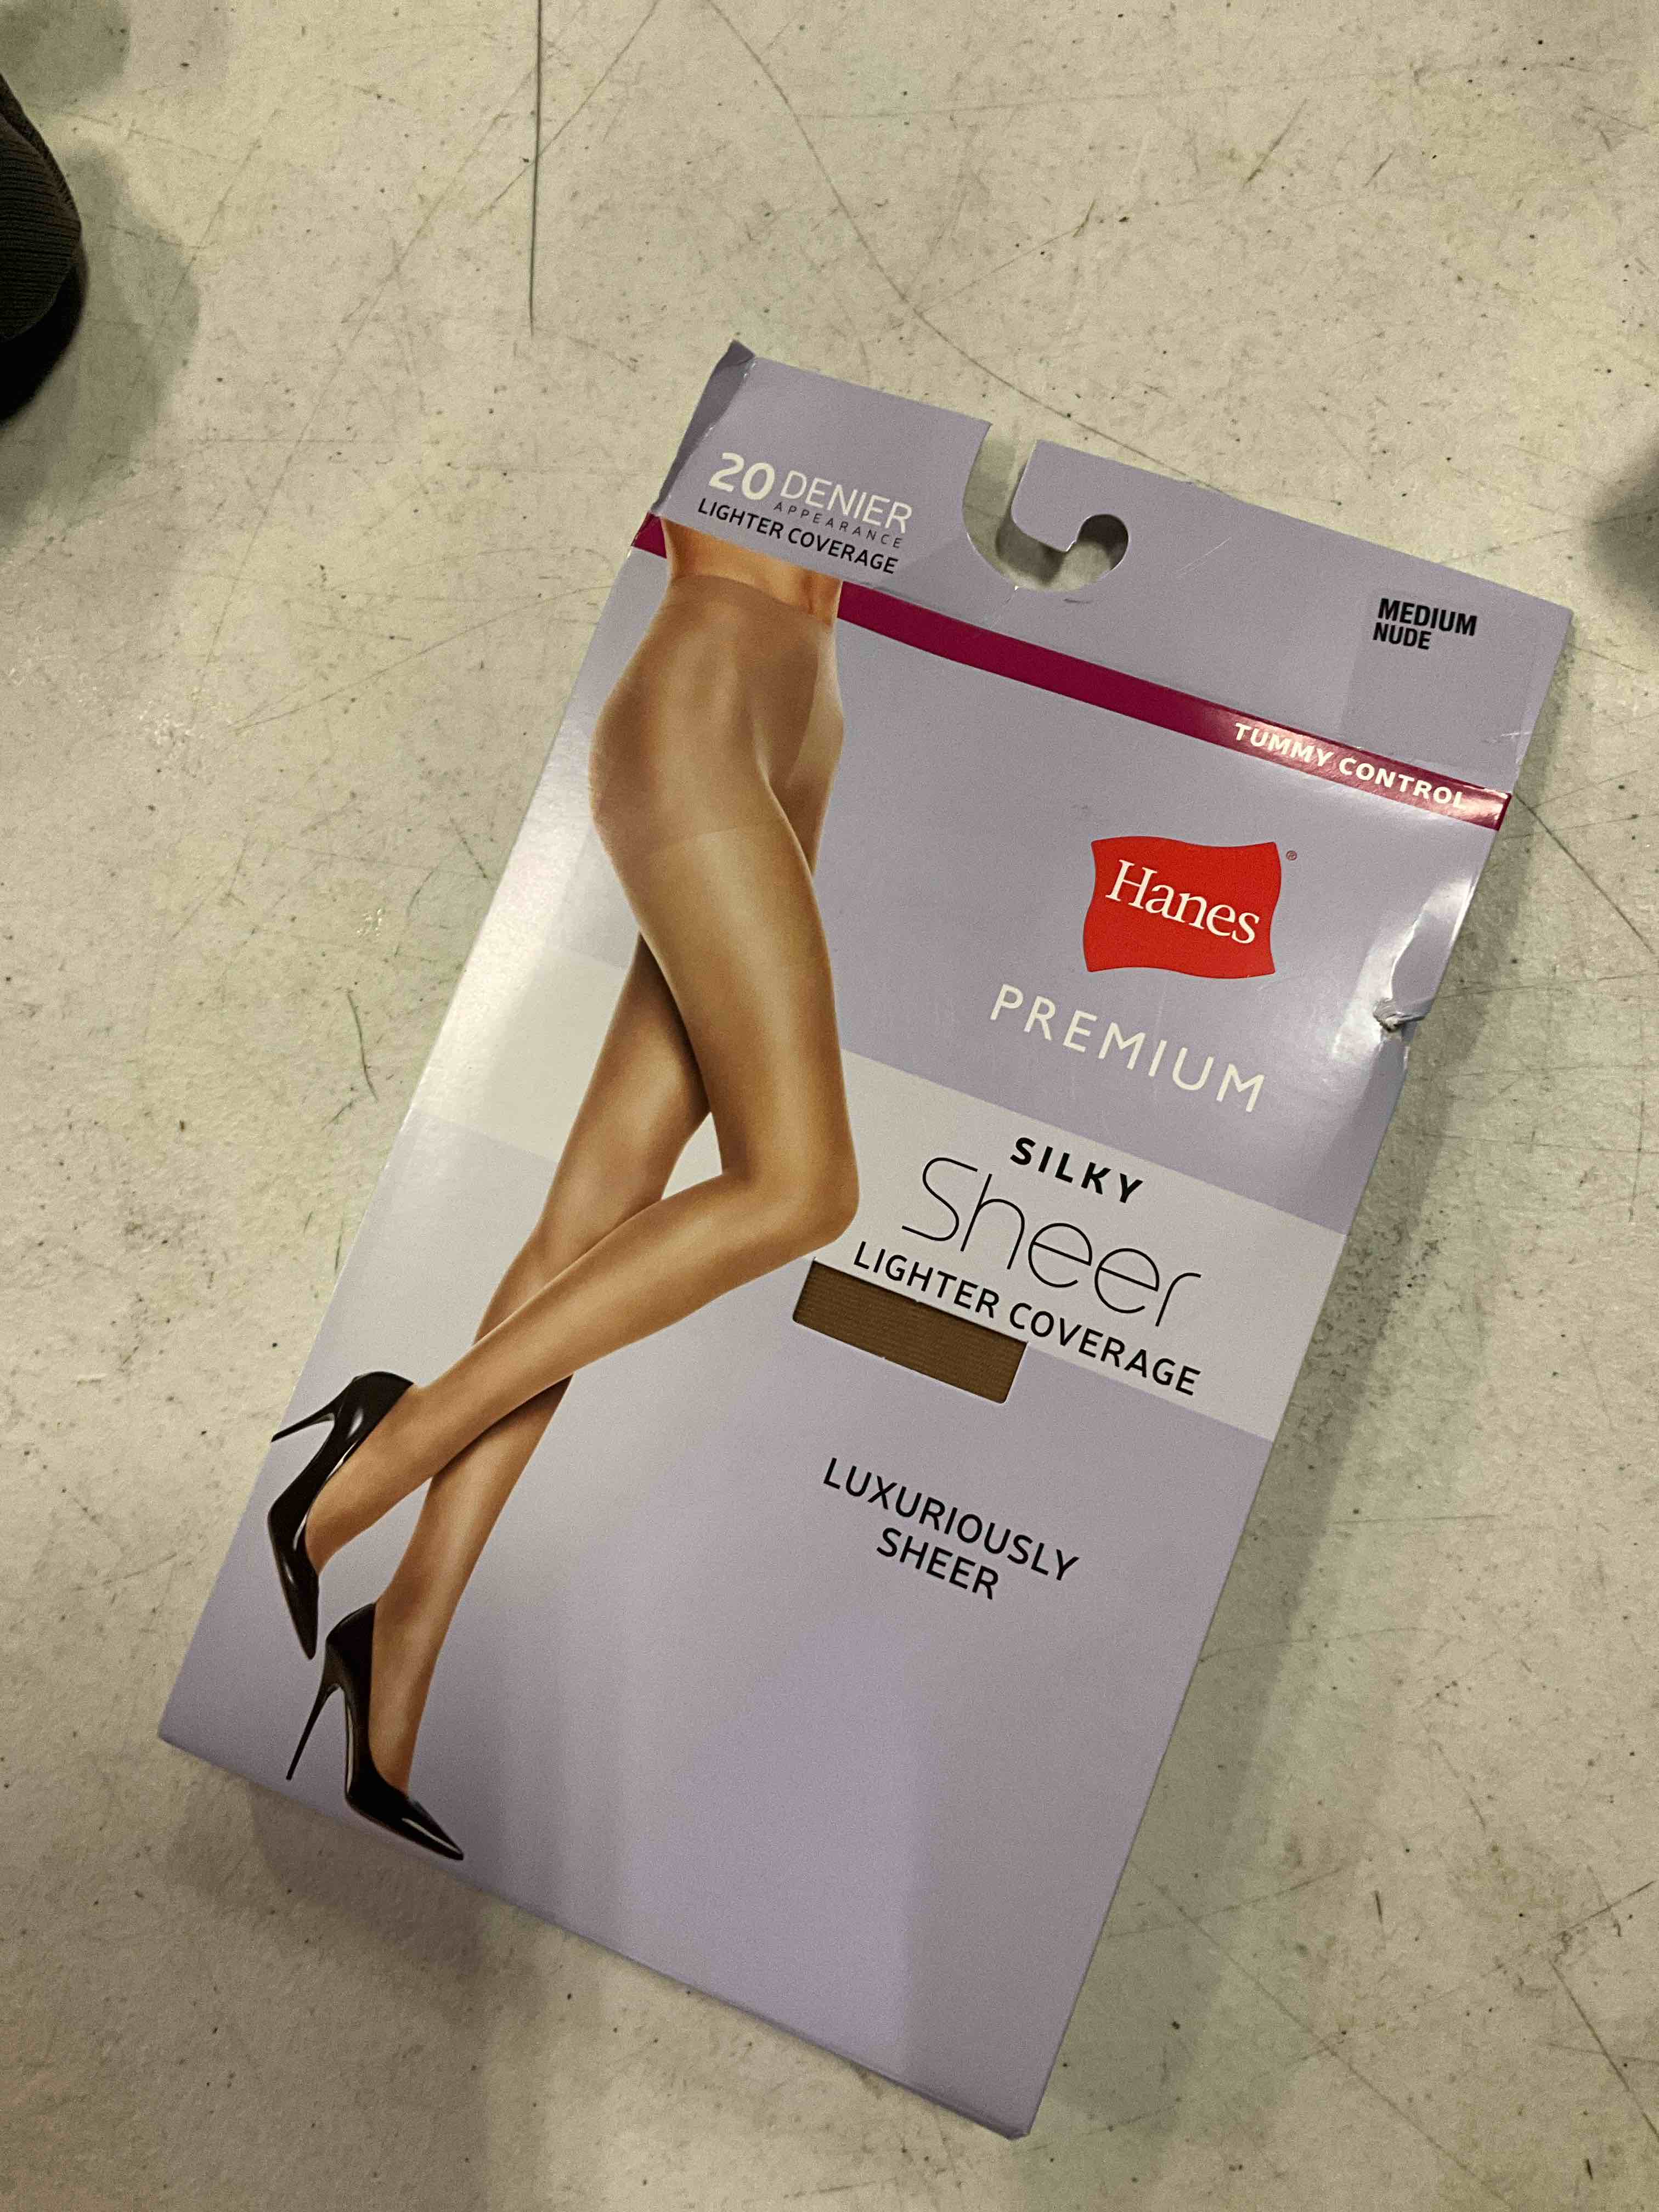 20 DENIER
APPEARANCE
LIGHTER COVERAGE
MEDIUM
NUDE
TUMMY CONTROL
Hanes®
PREMIUM
SILKY
Sheer
LIGHTER COVERAGE
LUXURIOUSLY
SHEER